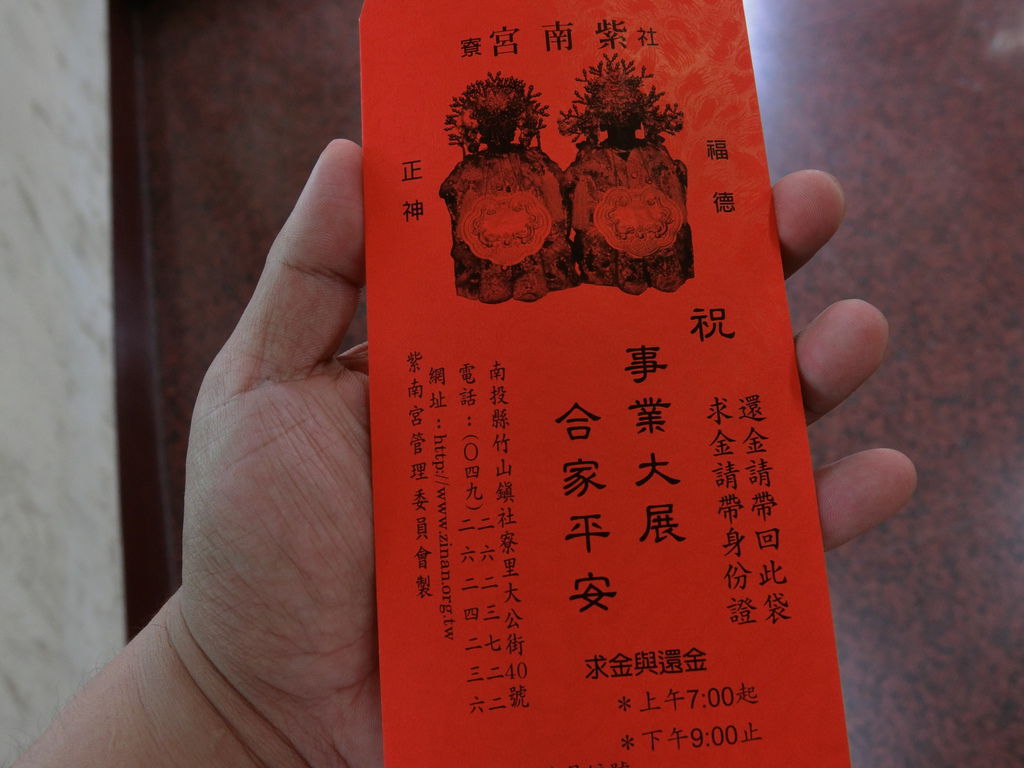 社寮
紫南宮
福德
正神
祝
事業大展
合家平安
還金請帶回此袋
求金請帶身份證
南投縣竹山鎮社寮里大公街40號
電話：(〇四九)二六二三七二二
二六二四二三六
網址：http://www.zinan.org.tw
紫南宮管理委員會製
求金與還金
＊上午7:00起
＊下午9:00止